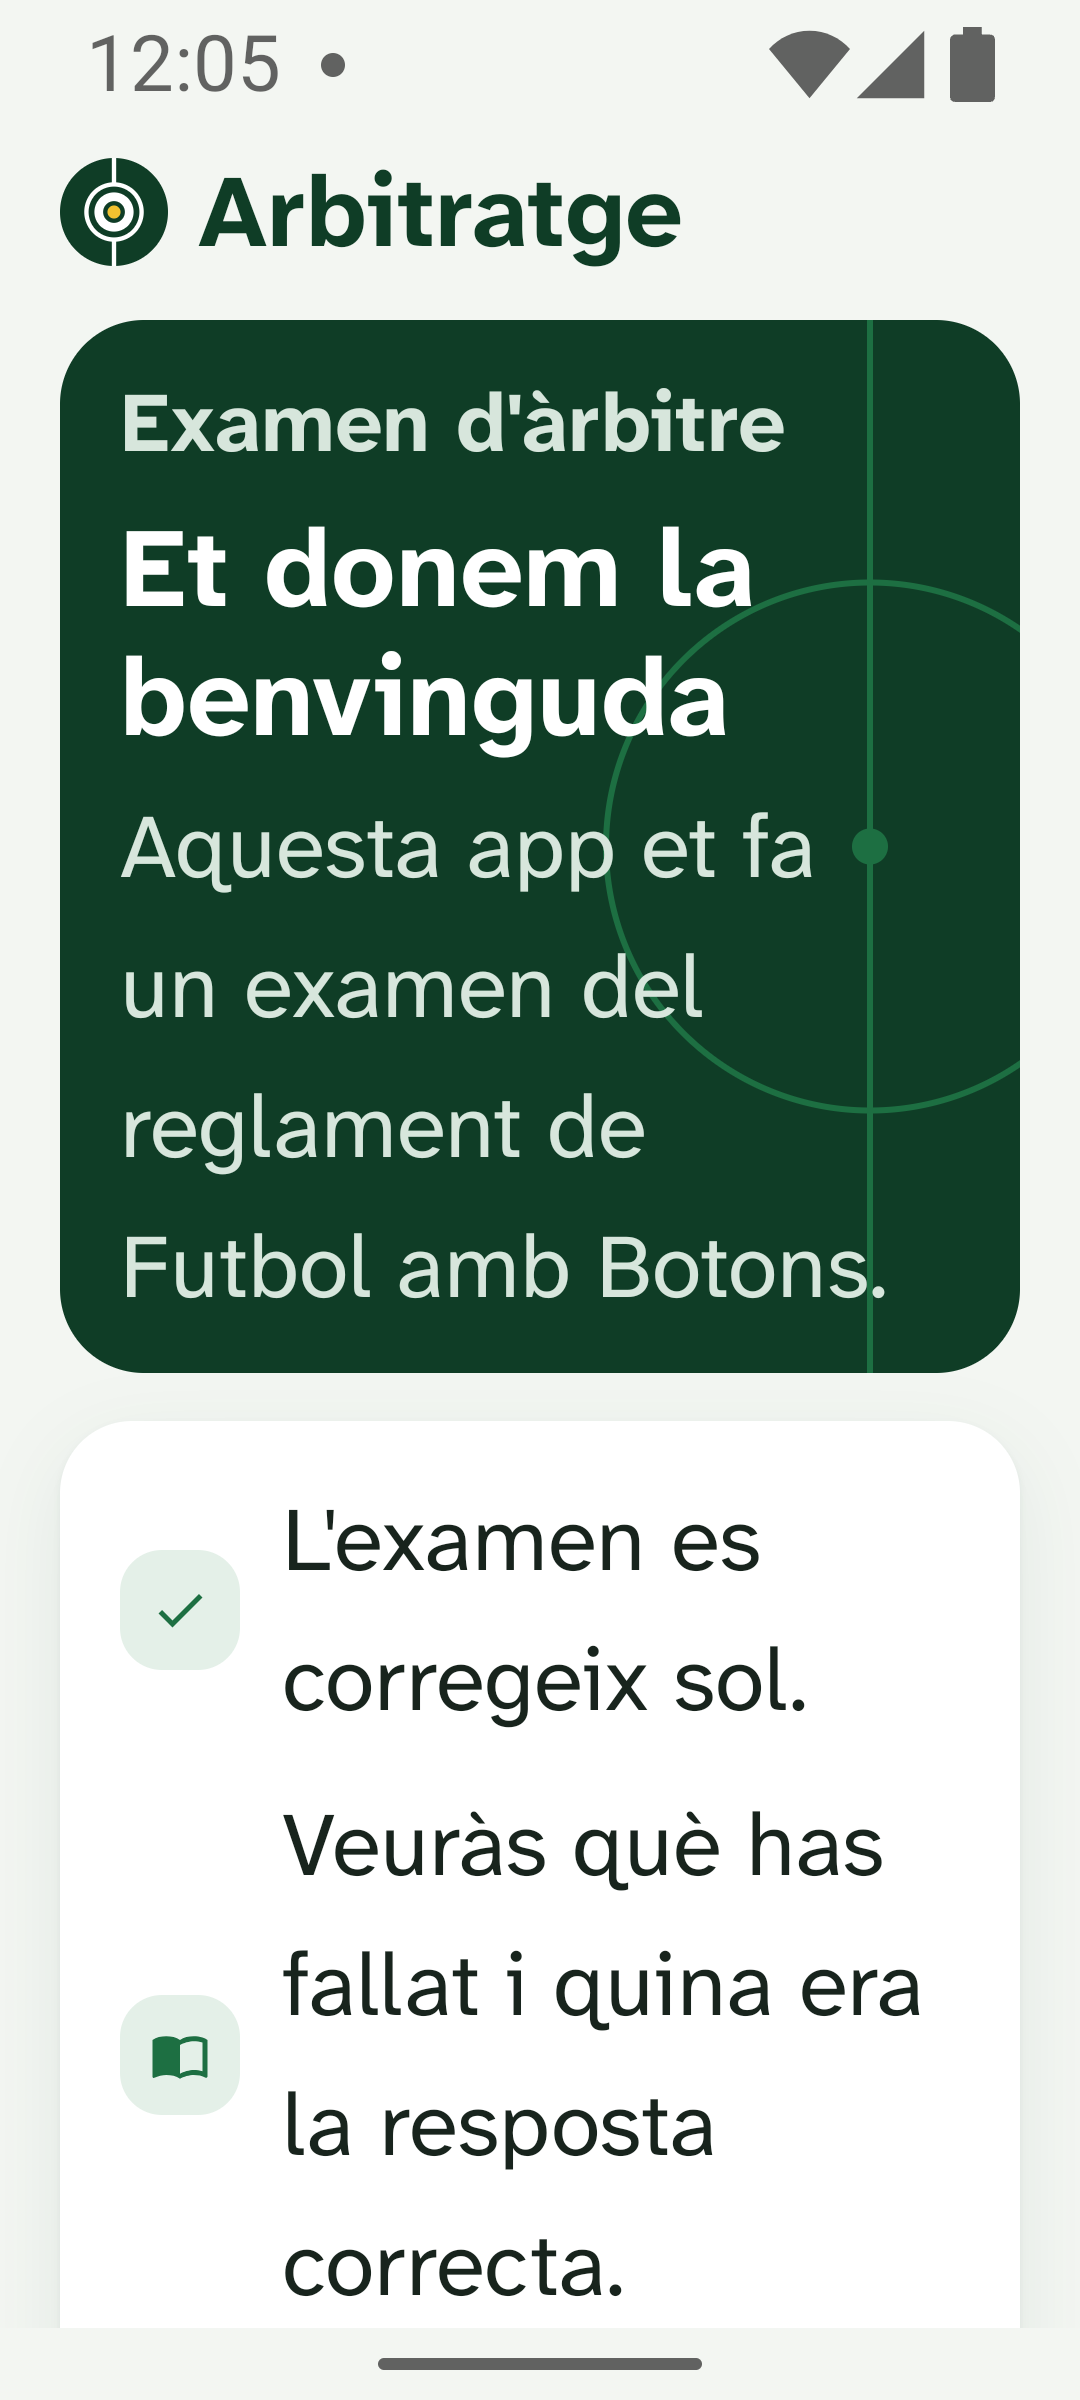 12:05
Arbitratge
Examen d'àrbitre
Et donem la
benvinguda
Aquesta app et fa
un examen del
reglament de
Futbol amb Botons.
L'examen es
corregeix sol.
Veuràs què has
fallat i quina era
la resposta
correcta.